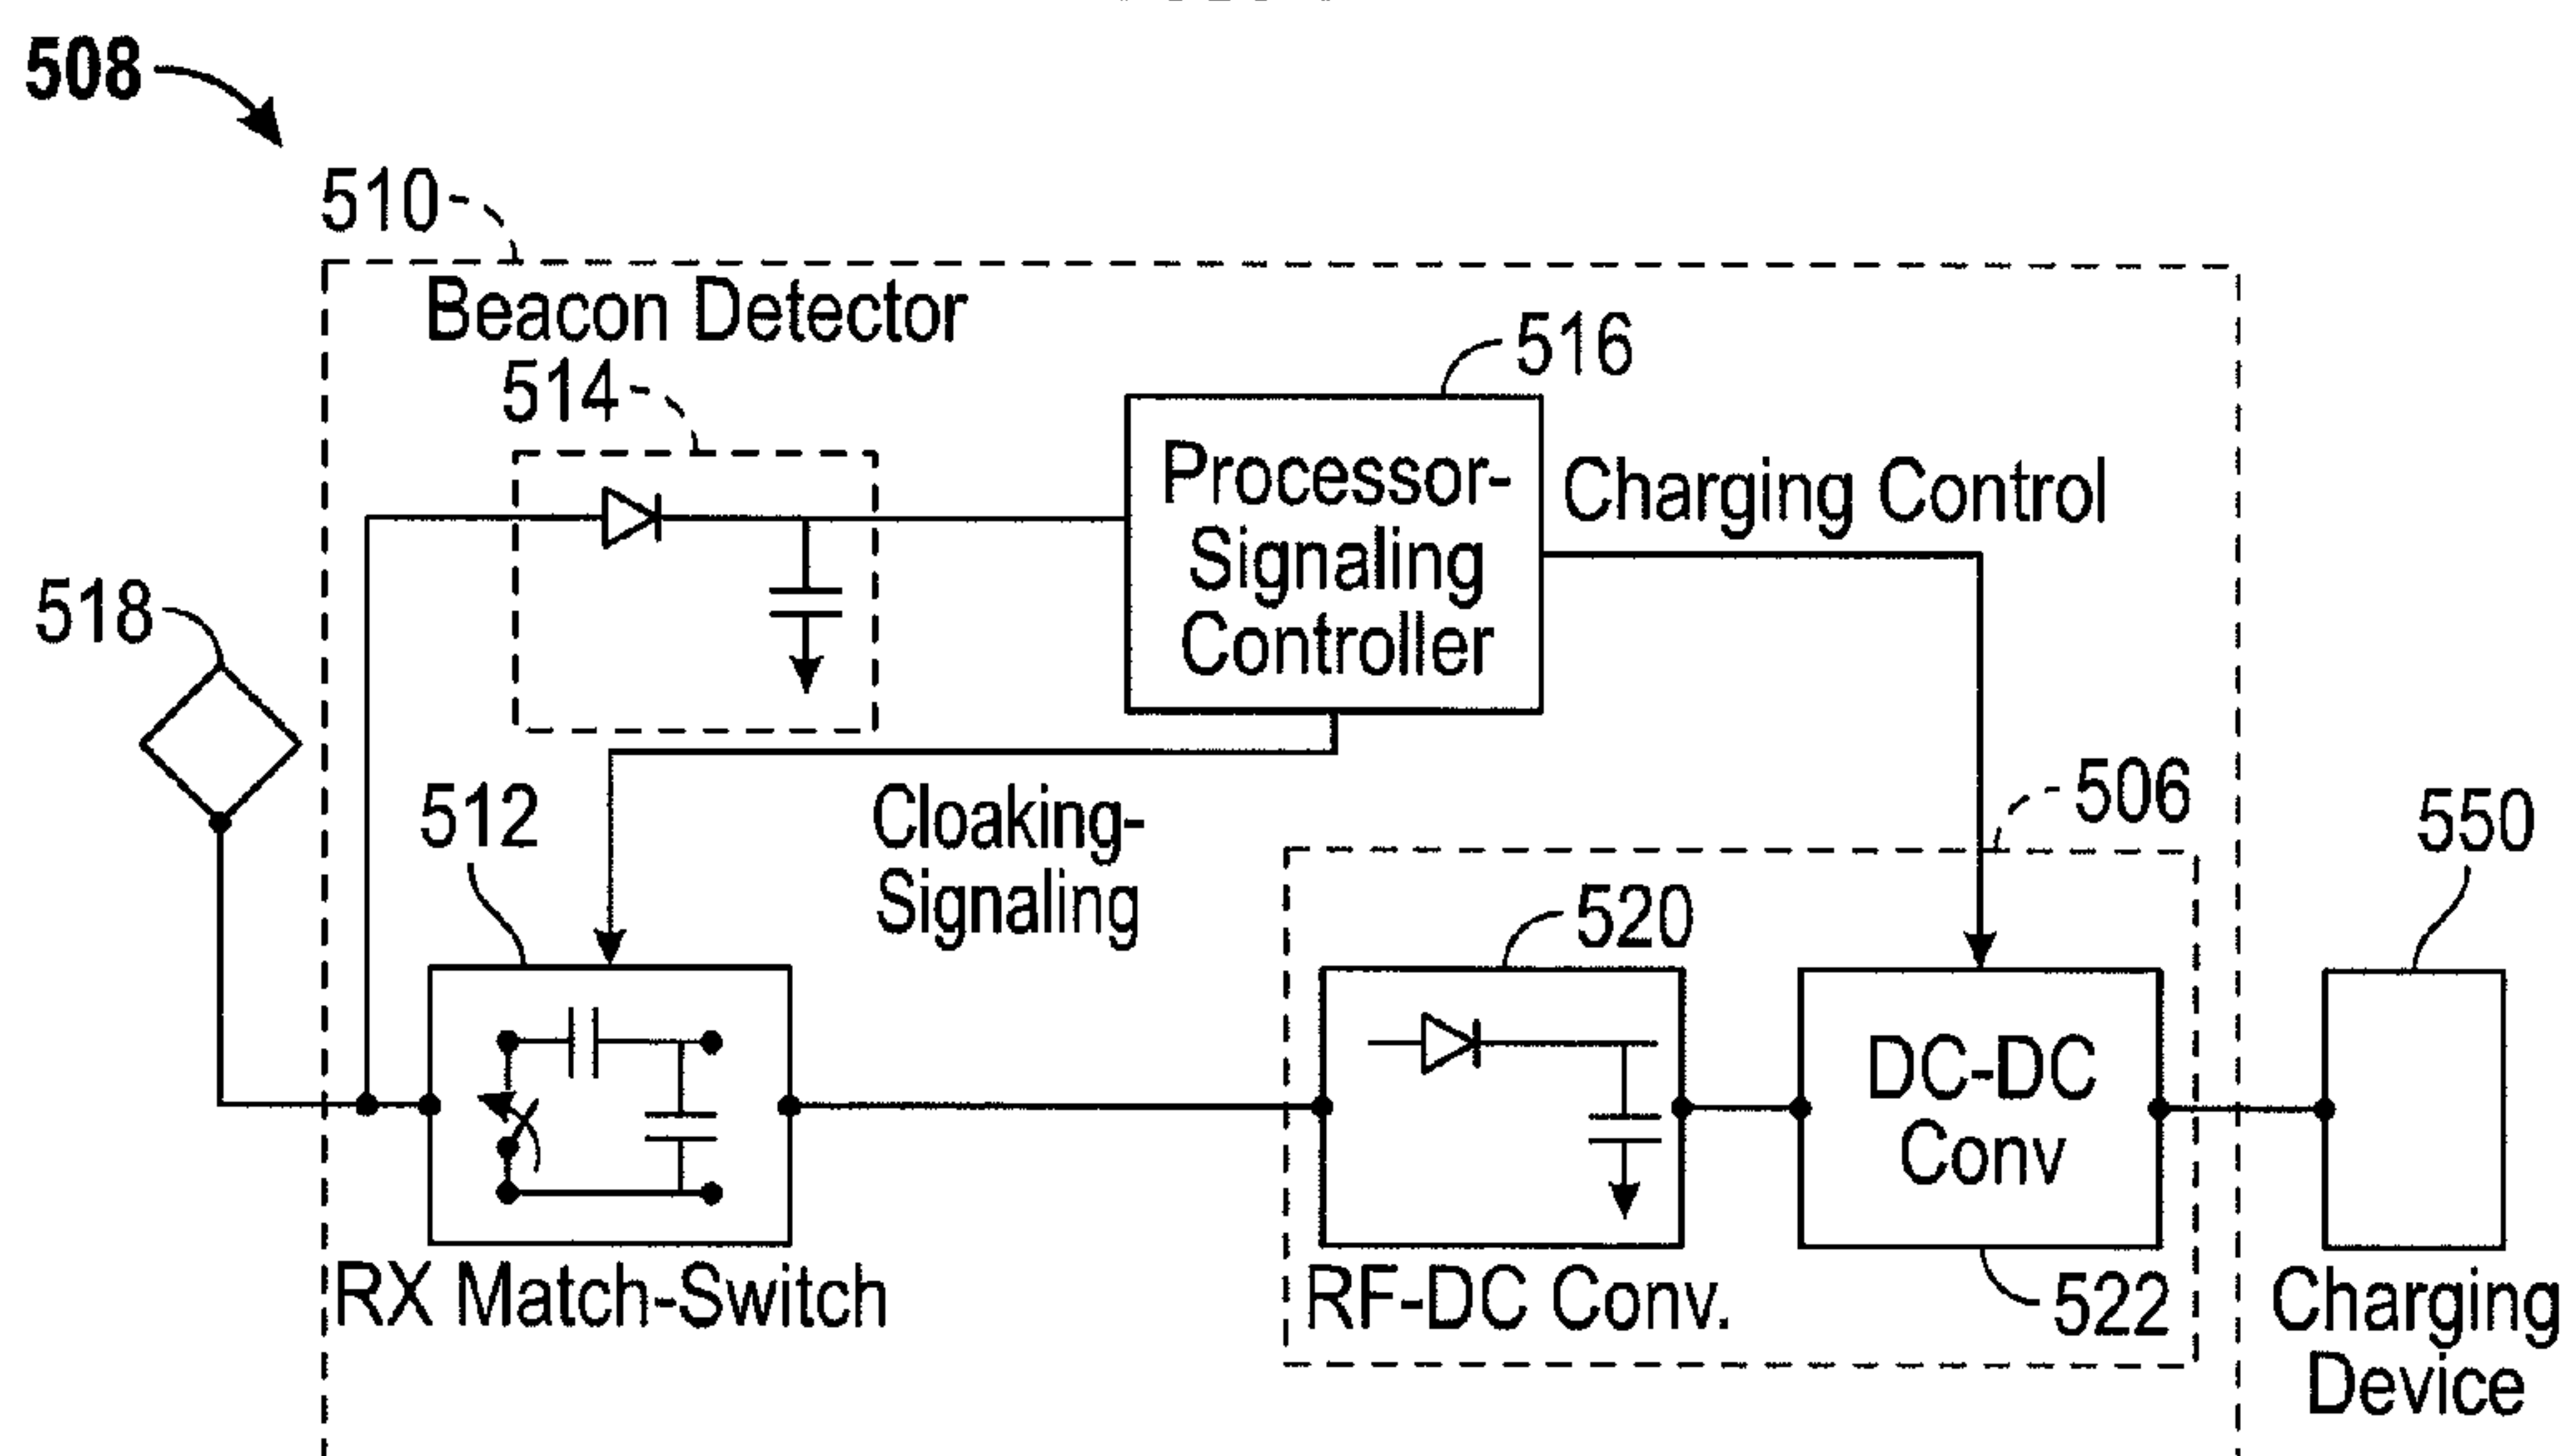 508
510
Beacon Detector
514
516
Processor-
Signaling
Controller
Charging Control
518
512
Cloaking-
Signaling
506
550
520
DC-DC
Conv
RX Match-Switch
RF-DC Conv.
522
Charging
Device